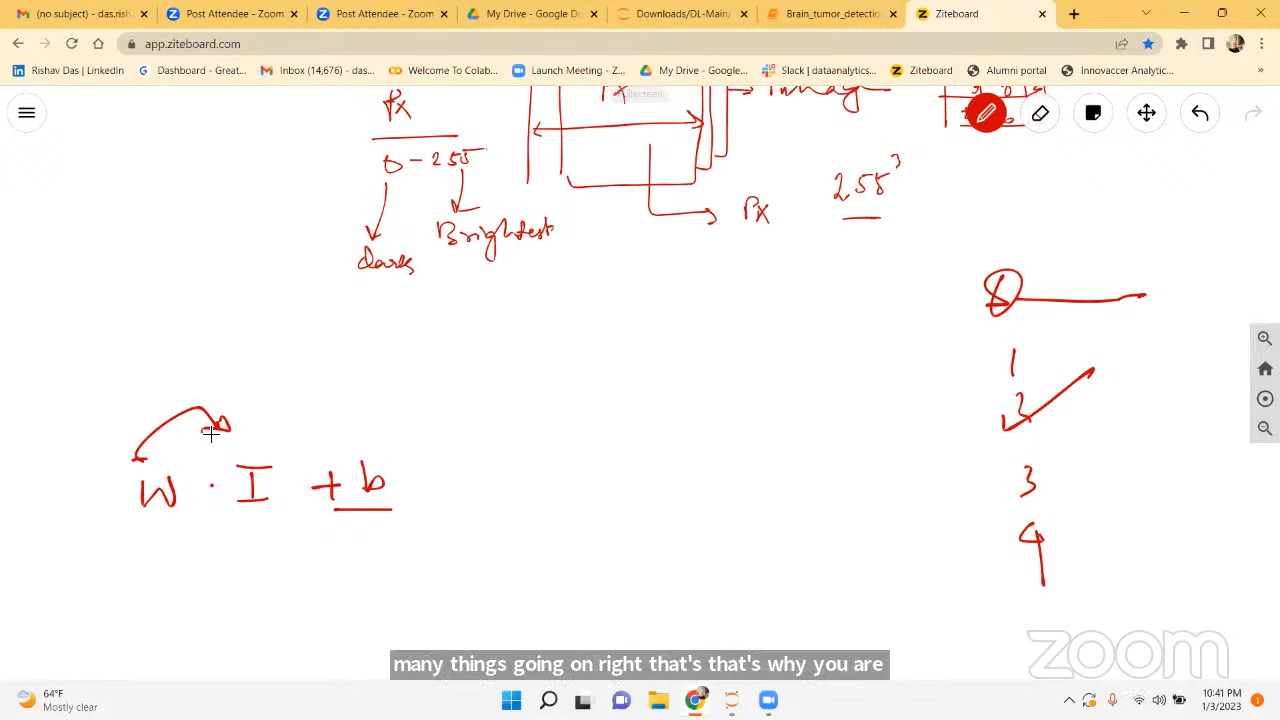 (no subject) - das.rish
Post Attendee - Zoom
Post Attendee - Zoom
My Drive - Google Dr
Downloads/DL-Main/
Brain_tumor_detectio
Ziteboard
app.ziteboard.com
Rishav Das | LinkedIn
Dashboard - Great...
Inbox (14,676) - das...
Welcome To Colab...
Launch Meeting - Z...
My Drive - Google...
Slack | dataanalytics...
Ziteboard
Alumni portal
Innovaccer Analytic...
»
Px
0 - 255
Dark
Brightest
Px
255³
1
2
3
4
W . I + b
many things going on right that's that's why you are
zoom
64°F
Mostly clear
10:41 PM
1/3/2023
1